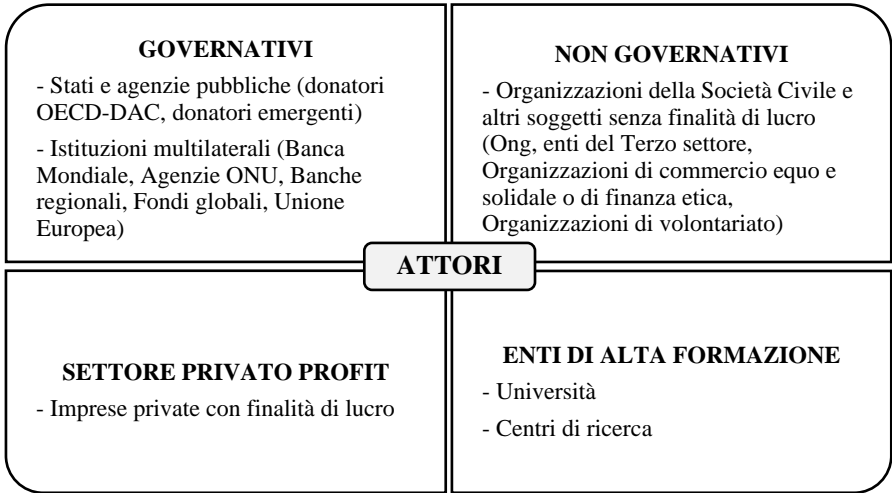 GOVERNATIVI
- Stati e agenzie pubbliche (donatori
OECD-DAC, donatori emergenti)
- Istituzioni multilaterali (Banca
Mondiale, Agenzie ONU, Banche
regionali, Fondi globali, Unione
Europea)
NON GOVERNATIVI
- Organizzazioni della Società Civile e
altri soggetti senza finalità di lucro
(Ong, enti del Terzo settore,
Organizzazioni di commercio equo e
solidale o di finanza etica,
Organizzazioni di volontariato)
ATTORI
SETTORE PRIVATO PROFIT
- Imprese private con finalità di lucro
ENTI DI ALTA FORMAZIONE
- Università
- Centri di ricerca